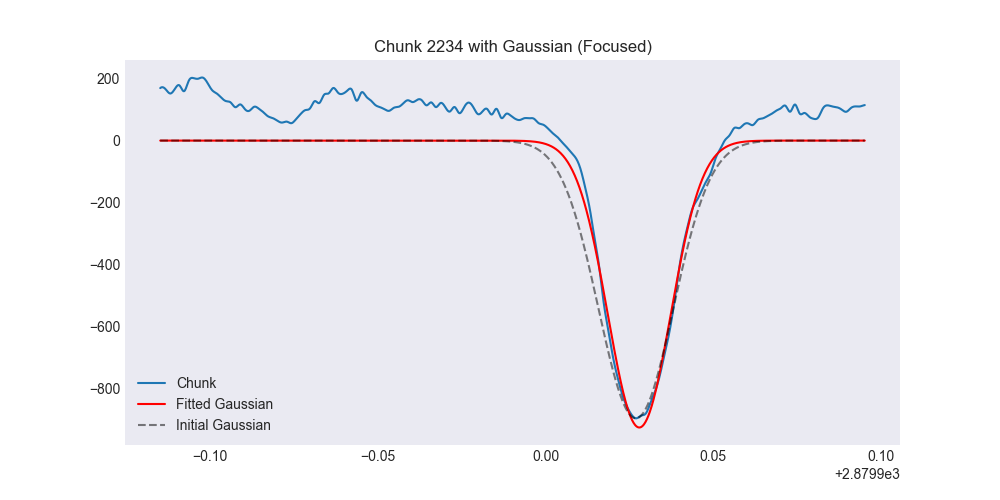 Chunk 2234 with Gaussian (Focused)
200
0
−200
−400
−600
−800
Chunk
Fitted Gaussian
Initial Gaussian
−0.10 −0.05 0.00 0.05 0.10
+2.8799e3